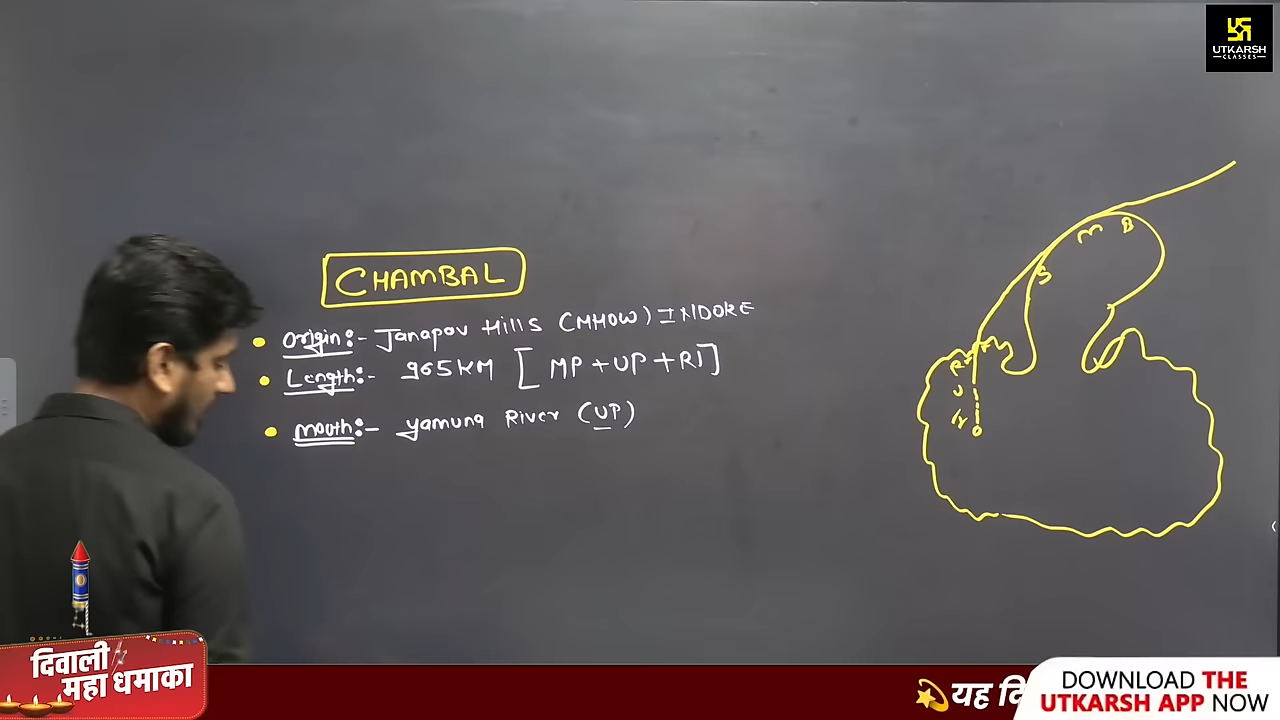 UTKARSH
CLASSES
CHAMBAL
Origin:- Janapav Hills (MHOW) INDORE
Length:- 965KM [MP+UP+RJ]
mouth:- Yamuna River (UP)
M B
S
दिवाली
महा धमाका
यह दि
DOWNLOAD THE
UTKARSH APP NOW